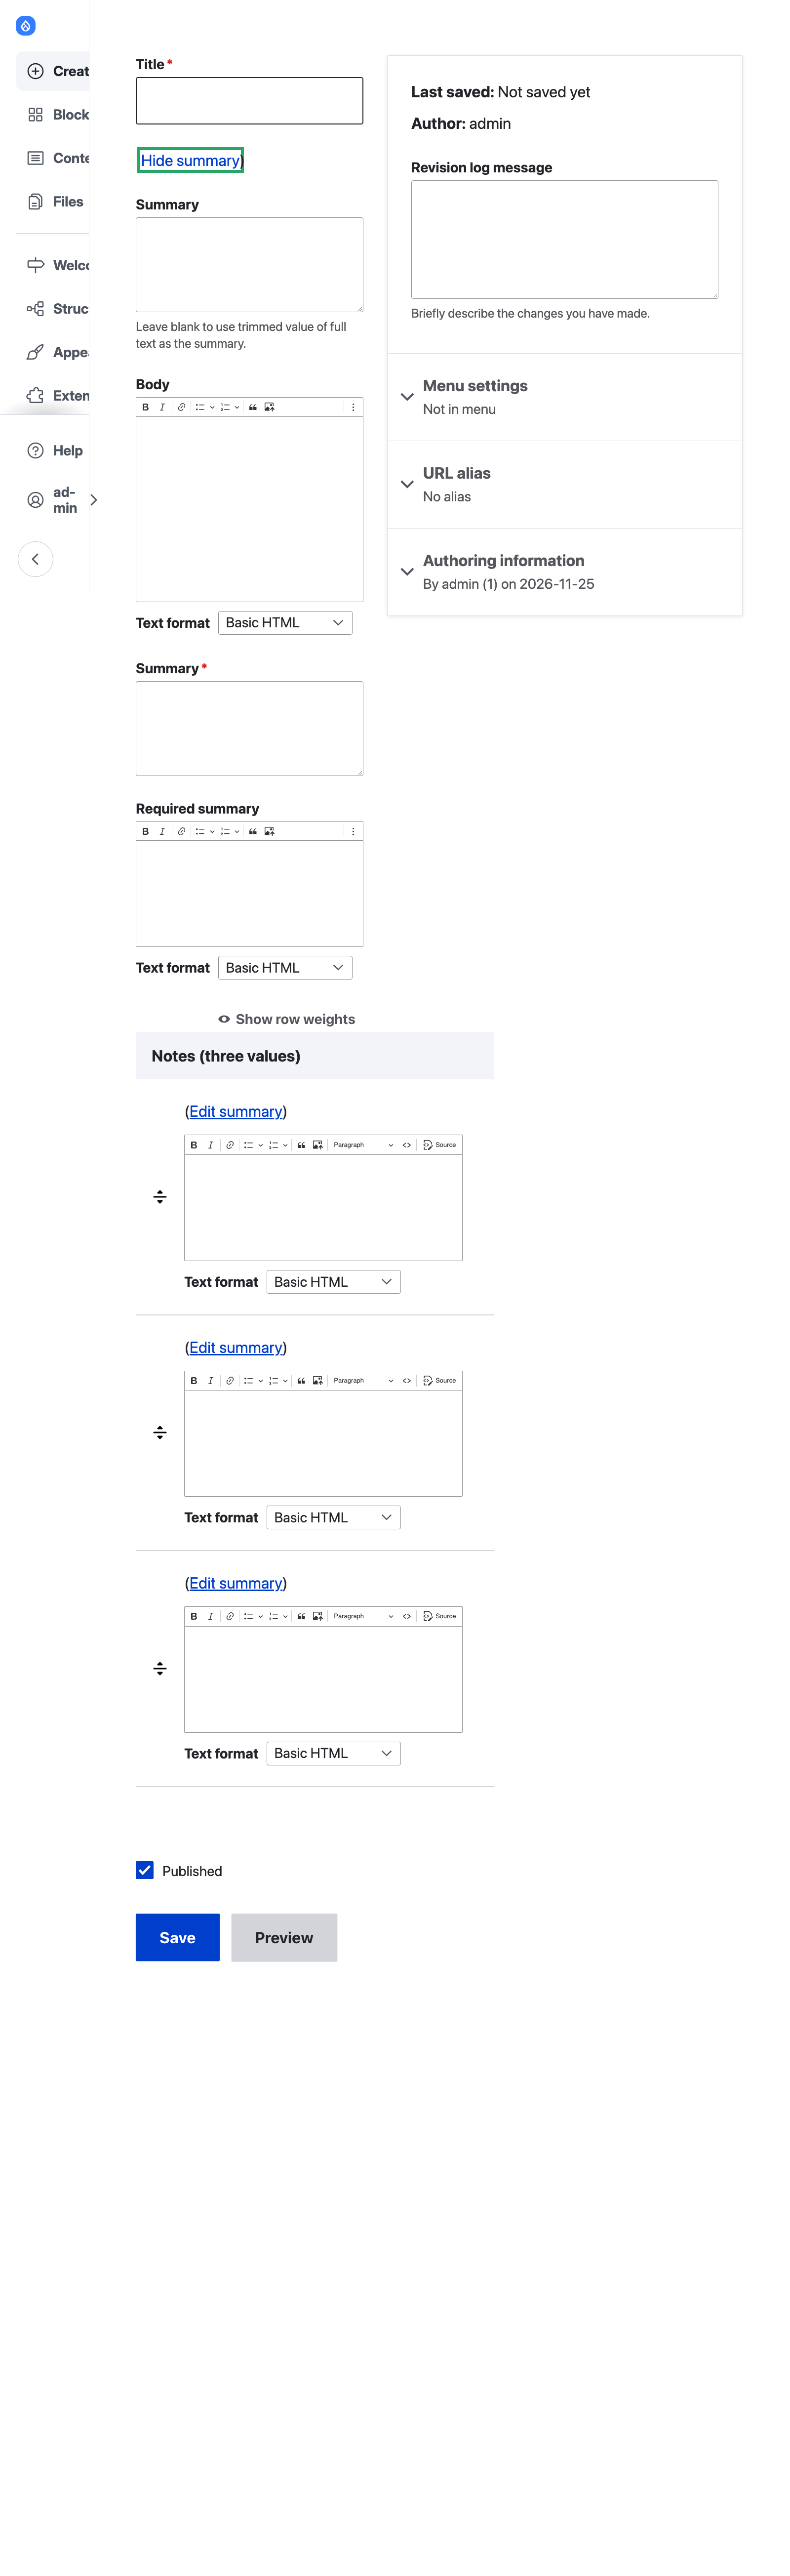 Creat
Block
Conte
Files
Welco
Struc
Appe
Exten
Help
ad-
min
Title *
Hide summary)
Summary
Leave blank to use trimmed value of full
text as the summary.
Body
B I
Text format Basic HTML
Summary *
Required summary
B I
Text format Basic HTML
Show row weights
Notes (three values)
(Edit summary)
B I Paragraph Source
Text format Basic HTML
(Edit summary)
B I Paragraph Source
Text format Basic HTML
(Edit summary)
B I Paragraph Source
Text format Basic HTML
Published
Save Preview
Last saved: Not saved yet
Author: admin
Revision log message
Briefly describe the changes you have made.
Menu settings
Not in menu
URL alias
No alias
Authoring information
By admin (1) on 2026-11-25